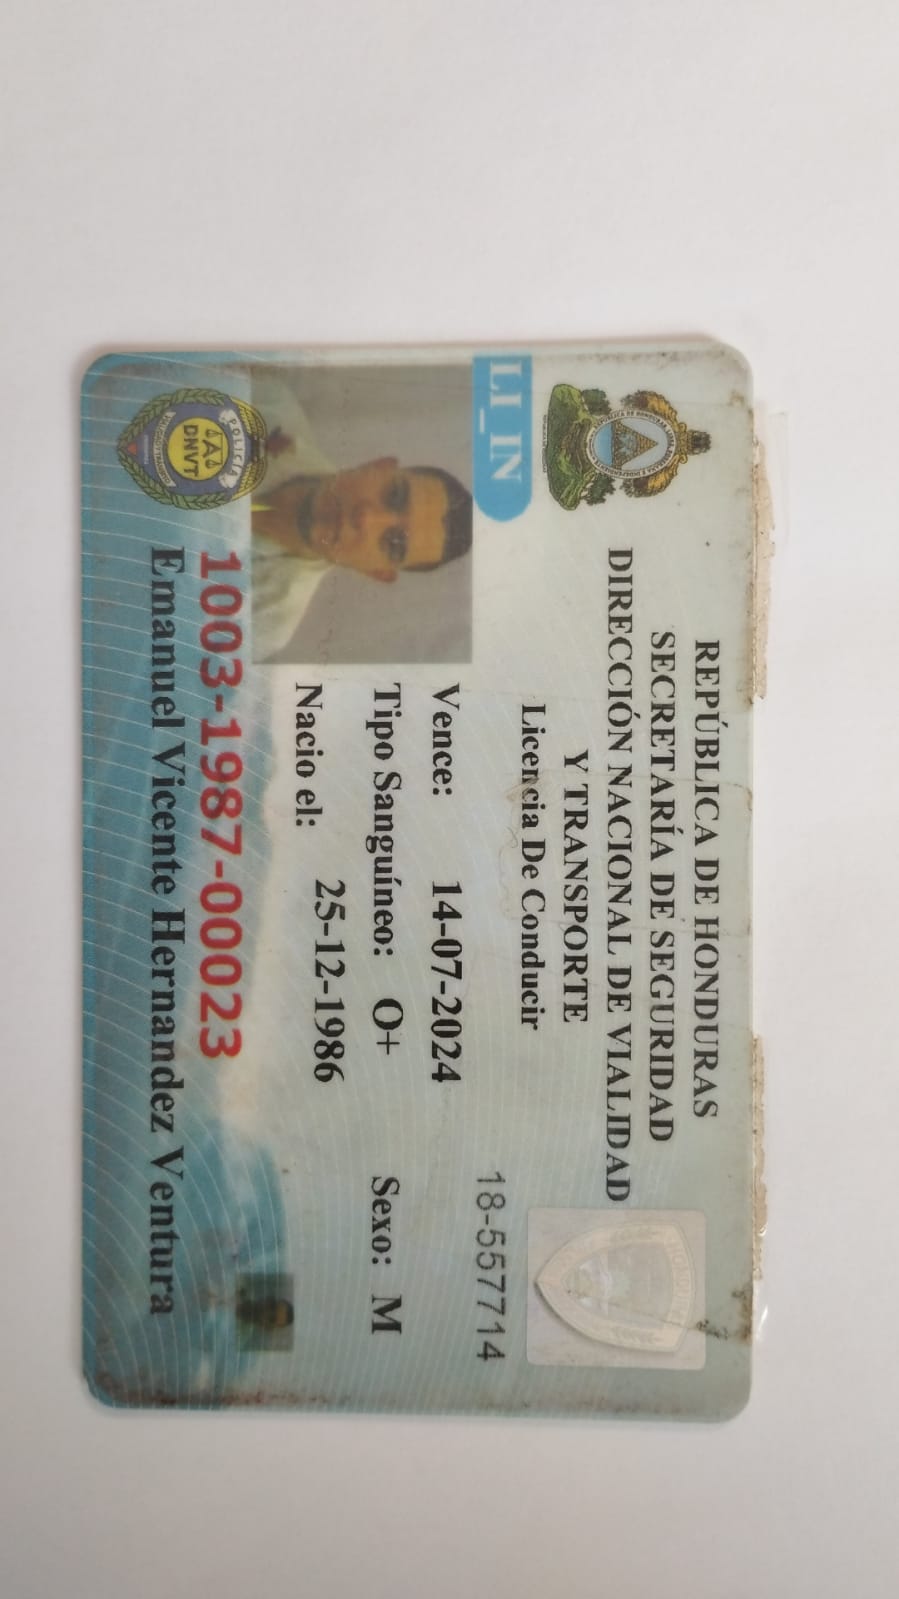 REPÚBLICA DE HONDURAS
SECRETARÍA DE SEGURIDAD
DIRECCIÓN NACIONAL DE VIALIDAD
Y TRANSPORTE
Licencia De Conducir
LI_IN
18-557714
Vence: 14-07-2024
Tipo Sanguíneo: O+ Sexo: M
Nacio el: 25-12-1986
1003-1987-00023
Emanuel Vicente Hernandez Ventura
POLICIA
DNVT